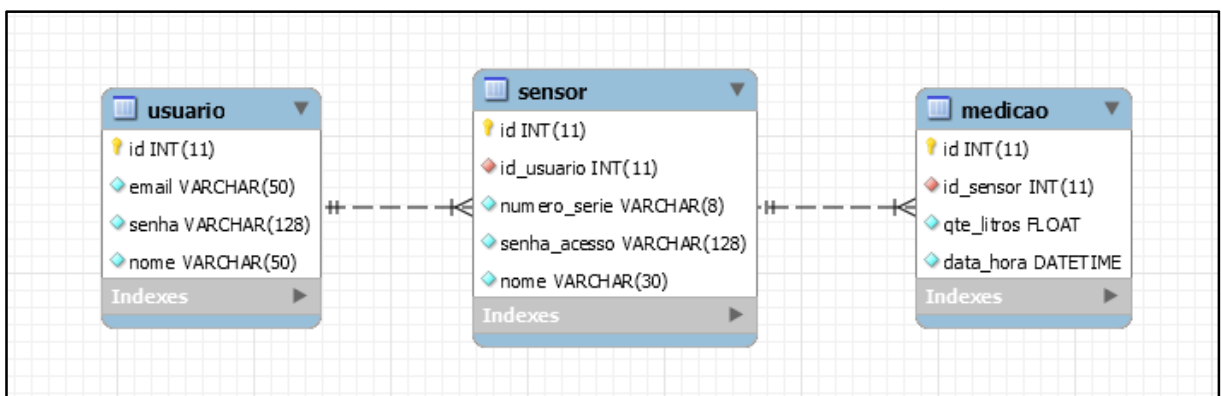 usuario
id INT(11)
email VARCHAR(50)
senha VARCHAR(128)
nome VARCHAR(50)
Indexes
sensor
id INT(11)
id_usuario INT(11)
numero_serie VARCHAR(8)
senha_acesso VARCHAR(128)
nome VARCHAR(30)
Indexes
medicao
id INT(11)
id_sensor INT(11)
qte_litros FLOAT
data_hora DATETIME
Indexes